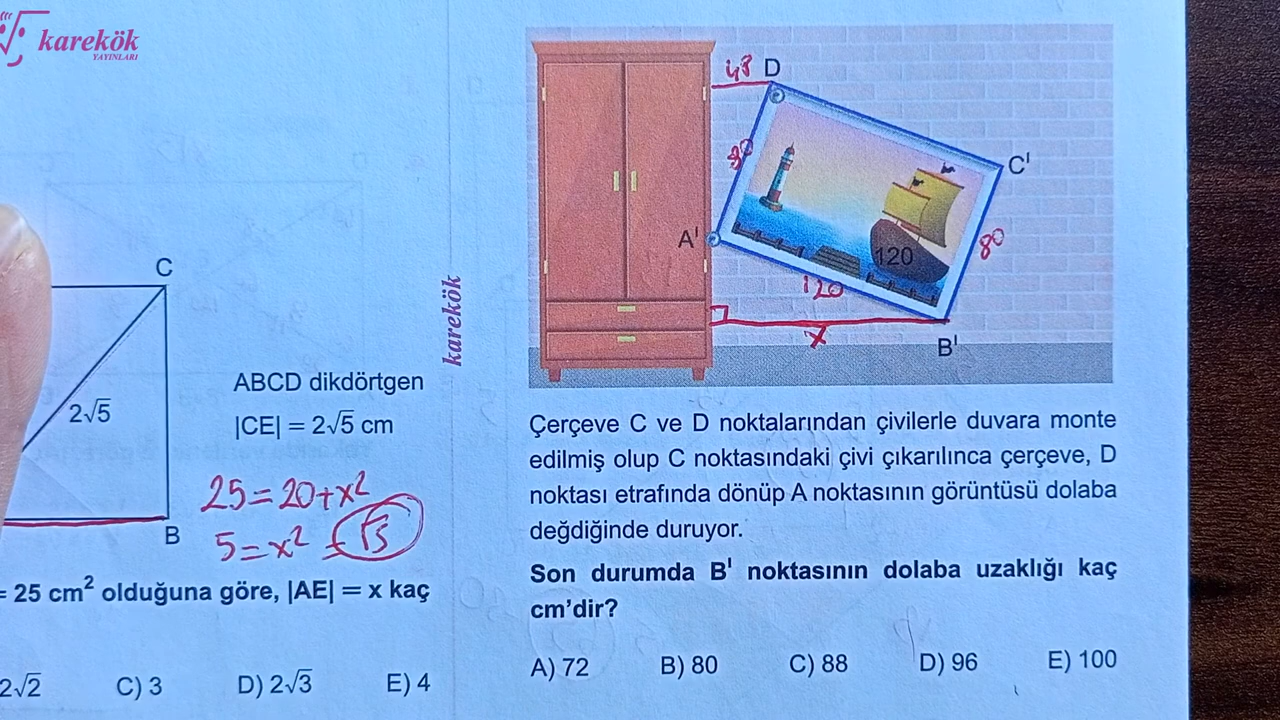 karekök
YAYINLARI
C
2√5
ABCD dikdörtgen
|CE| = 2√5 cm
25=20+x²
5=x² =√5
B
= 25 cm² olduğuna göre, |AE| = x kaç
2√2
C) 3
D) 2√3
E) 4
karekök
48
D
80
C'
A'
80
120
120
x
B'
Çerçeve C ve D noktalarından çivilerle duvara monte
edilmiş olup C noktasındaki çivi çıkarılınca çerçeve, D
noktası etrafında dönüp A noktasının görüntüsü dolaba
değdiğinde duruyor.
Son durumda B' noktasının dolaba uzaklığı kaç
cm'dir?
A) 72
B) 80
C) 88
D) 96
E) 100